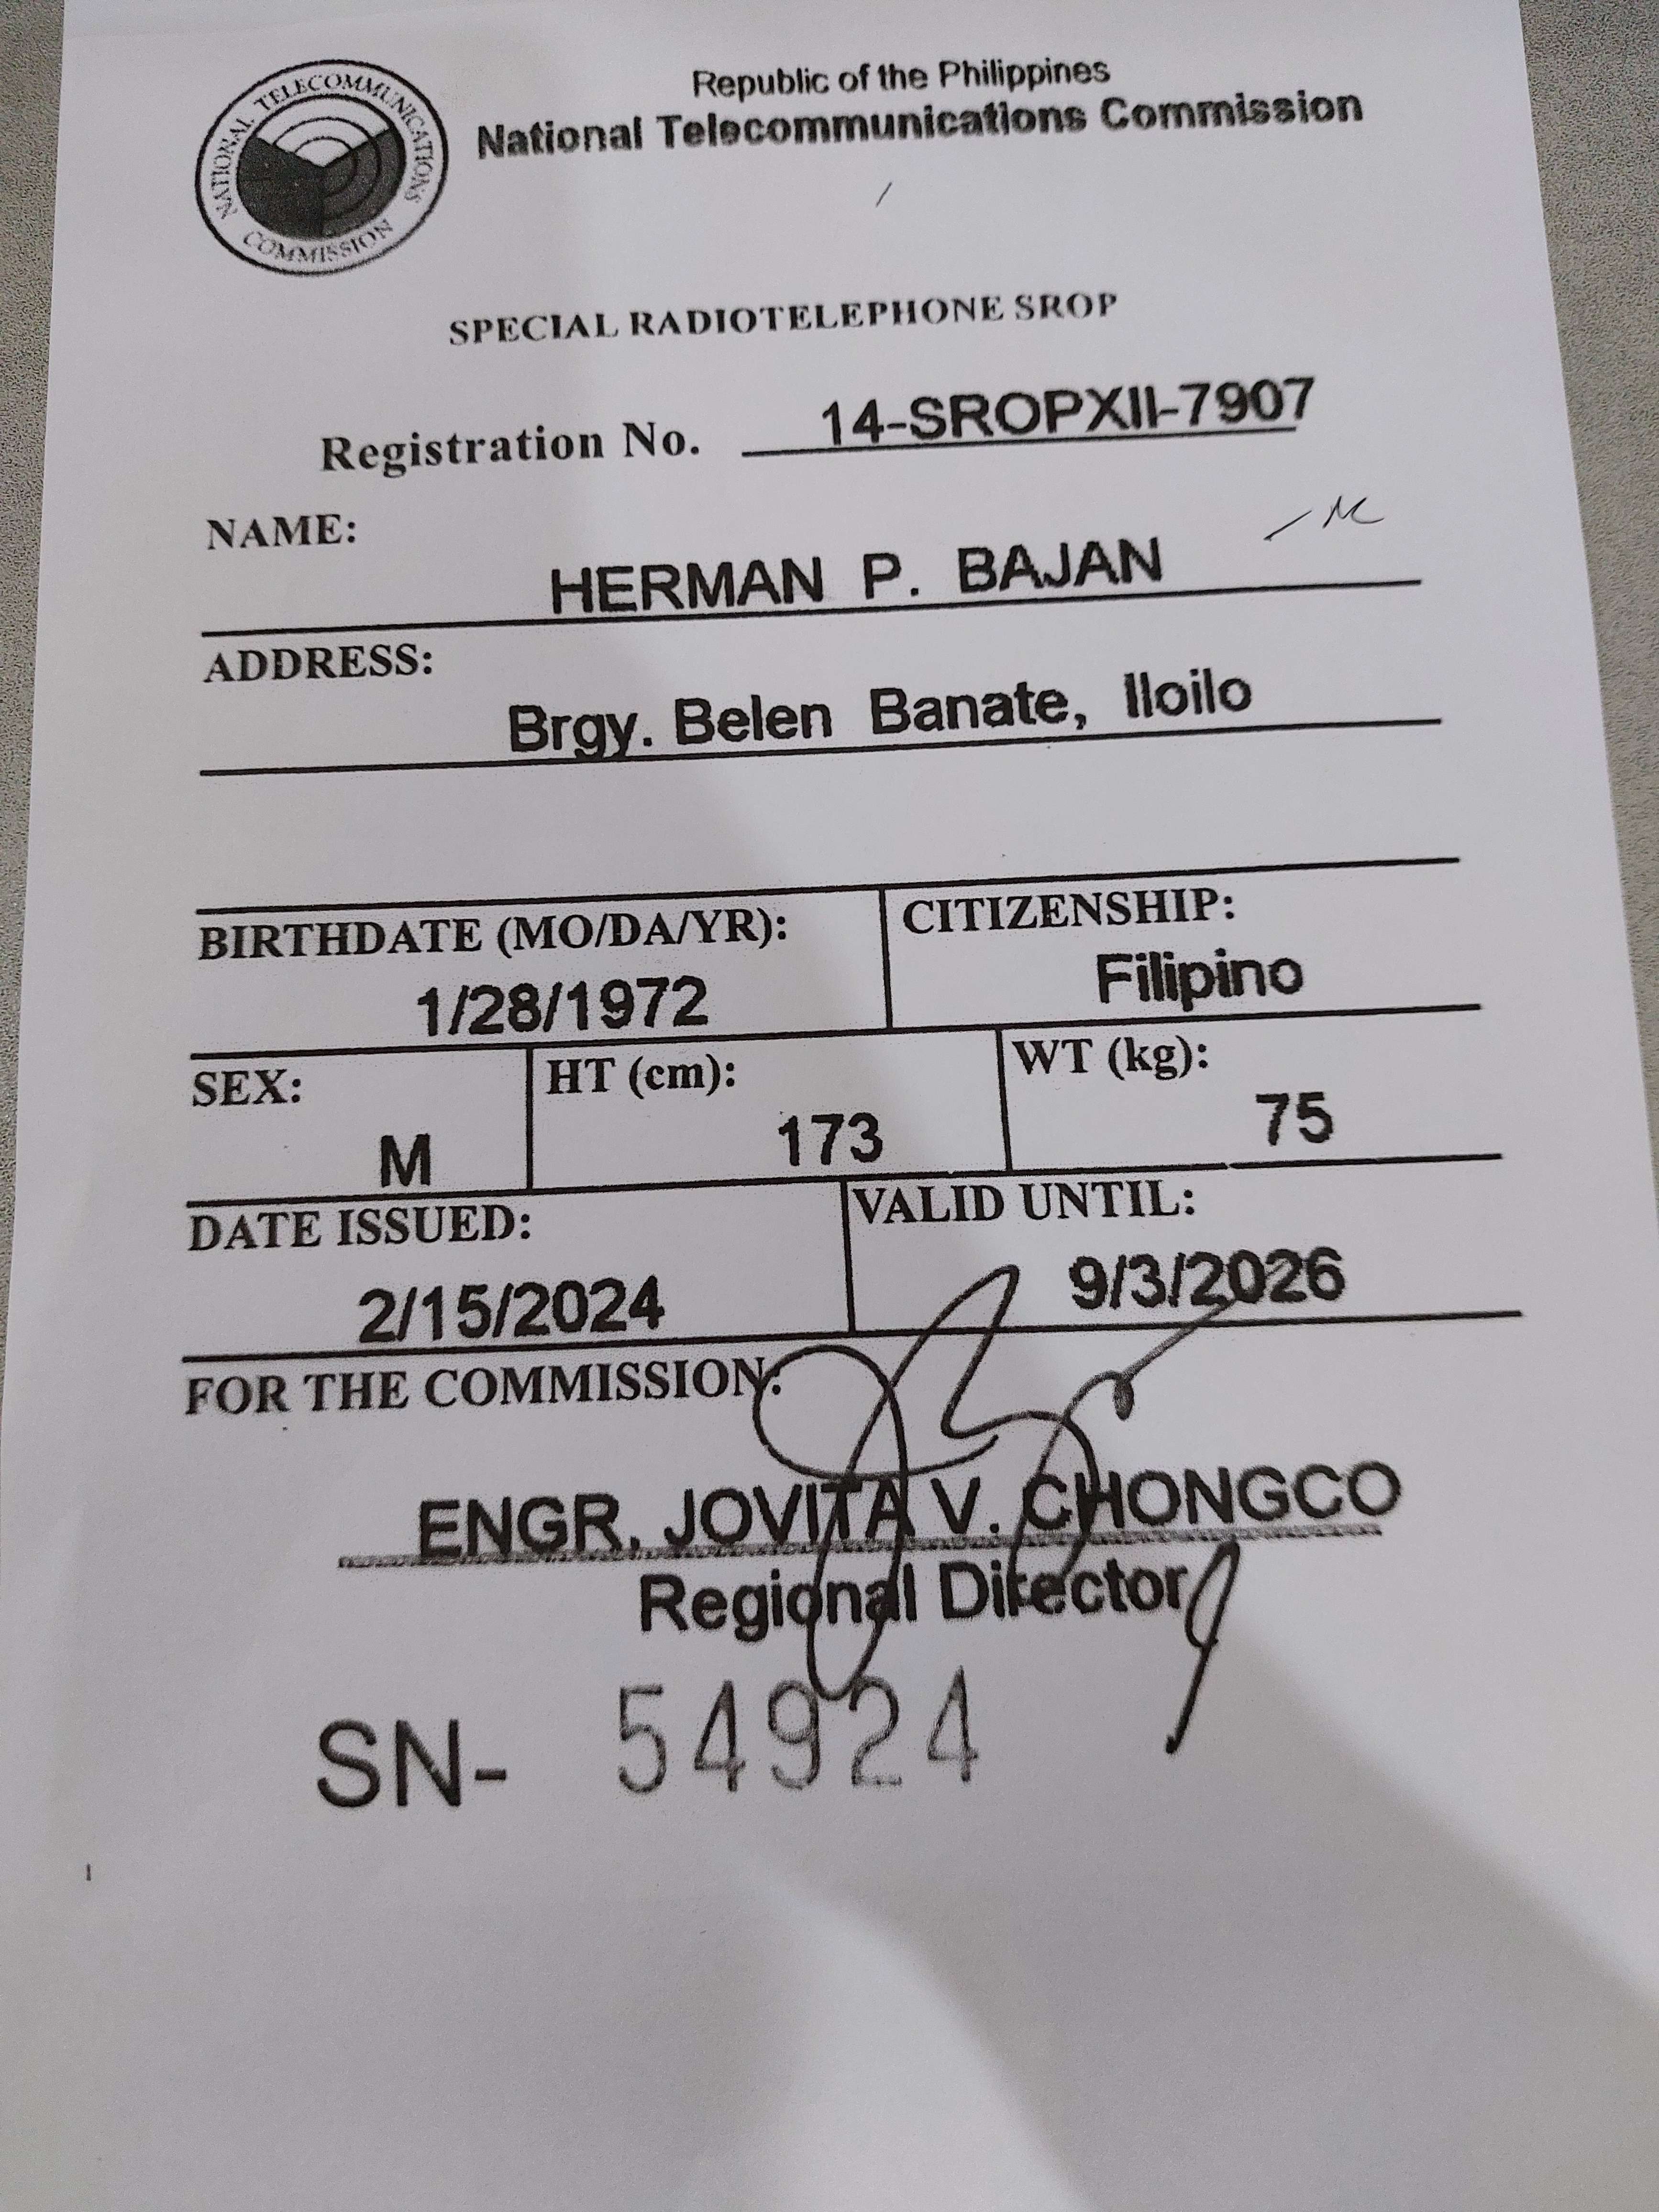 NATIONAL TELECOMMUNICATIONS COMMISSION
Republic of the Philippines
National Telecommunications Commission
SPECIAL RADIOTELEPHONE SROP
Registration No. 14-SROPXII-7907
NAME:
HERMAN P. BAJAN
ADDRESS:
Brgy. Belen Banate, Iloilo
BIRTHDATE (MO/DA/YR): CITIZENSHIP:
1/28/1972 Filipino
SEX: HT (cm): WT (kg):
M 173 75
DATE ISSUED: VALID UNTIL:
2/15/2024 9/3/2026
FOR THE COMMISSION:
ENGR. JOVITA V. CHONGCO
Regional Director
SN- 54924